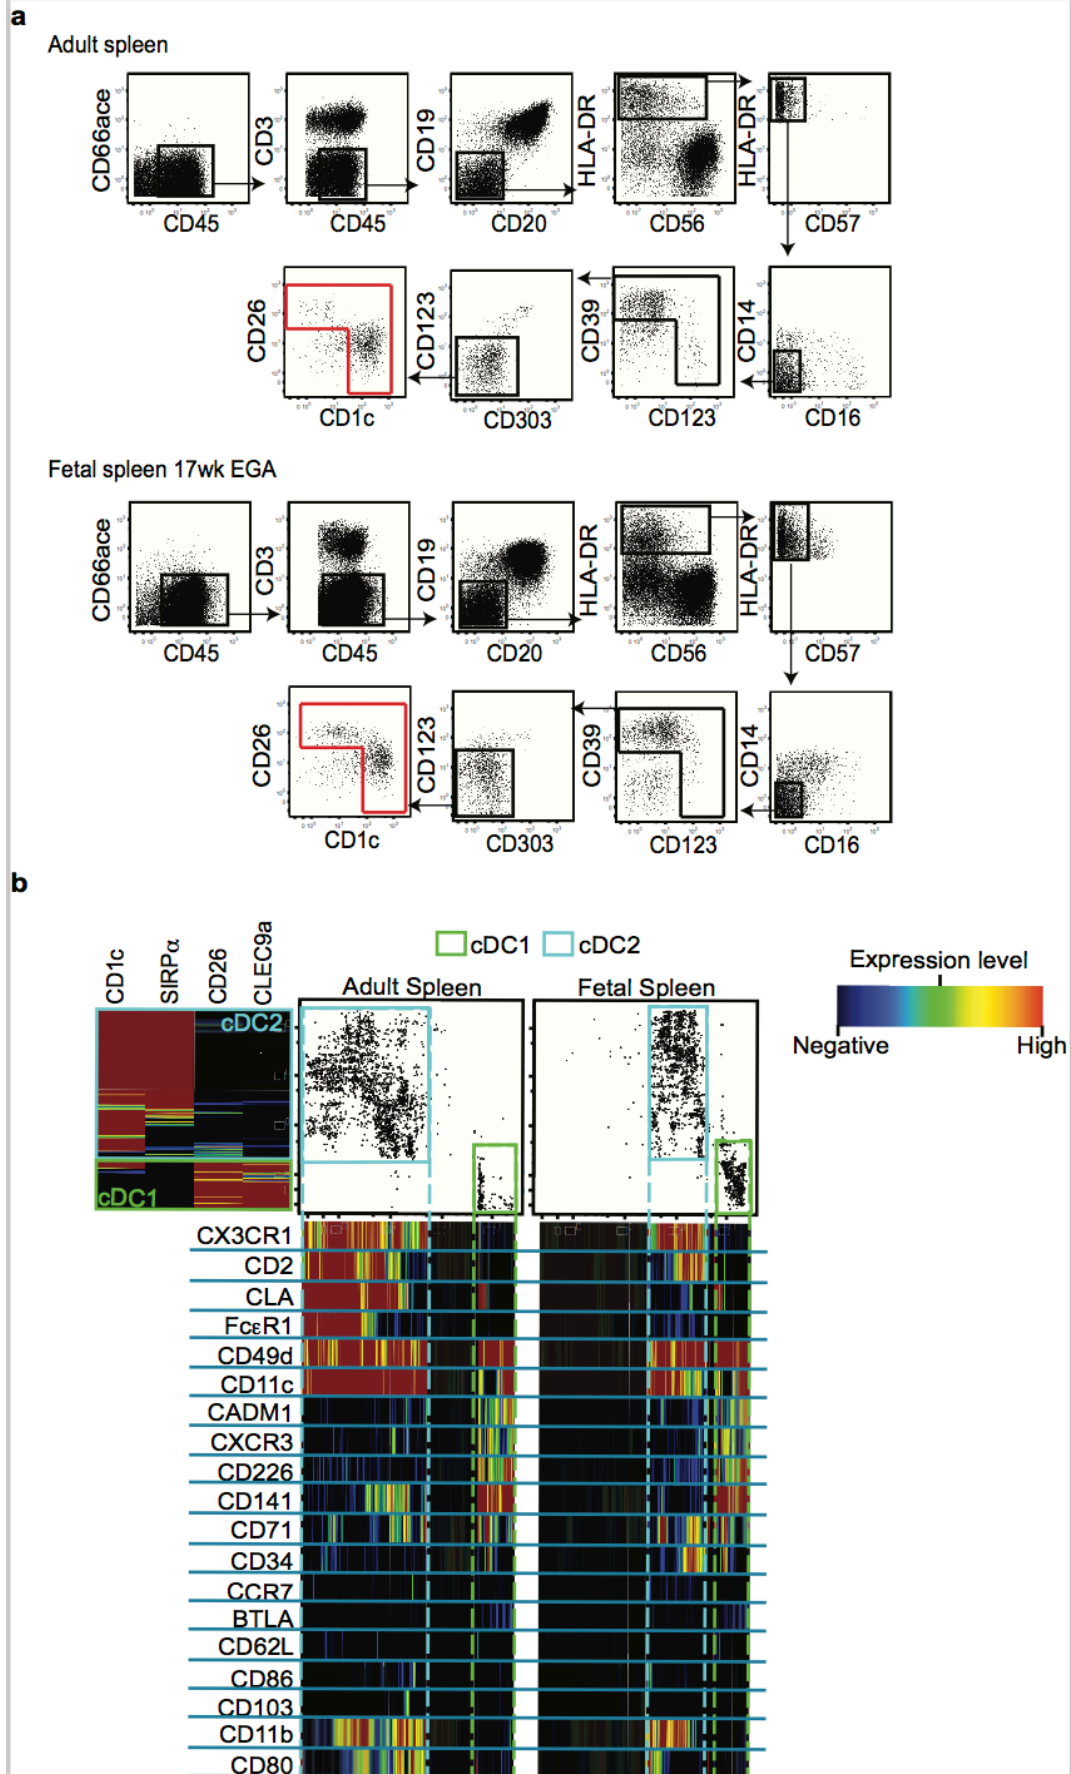 a
Adult spleen
CD66ace
CD3
CD19
HLA-DR
HLA-DR
CD45
CD45
CD20
CD56
CD57
CD26
CD123
CD39
CD14
CD1c
CD303
CD123
CD16
Fetal spleen 17wk EGA
CD66ace
CD3
CD19
HLA-DR
HLA-DR
CD45
CD45
CD20
CD56
CD57
CD26
CD123
CD39
CD14
CD1c
CD303
CD123
CD16
b
CD1c
SIRPα
CD26
CLEC9a
cDC1
cDC2
Adult Spleen
Fetal Spleen
Expression level
Negative
High
cDC2
cDC1
CX3CR1
CD2
CLA
FcεR1
CD49d
CD11c
CADM1
CXCR3
CD226
CD141
CD71
CD34
CCR7
BTLA
CD62L
CD86
CD103
CD11b
CD80